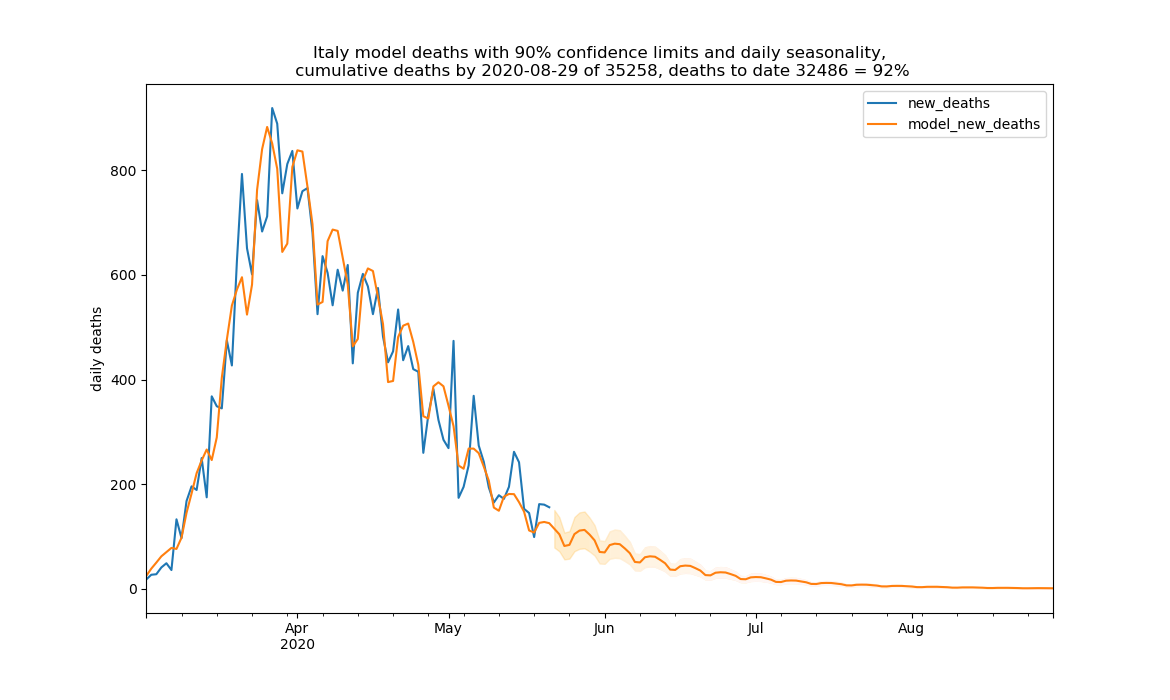 Italy model deaths with 90% confidence limits and daily seasonality,
cumulative deaths by 2020-08-29 of 35258, deaths to date 32486 = 92%
new_deaths
model_new_deaths
daily deaths
800
600
400
200
0
Apr
2020
May
Jun
Jul
Aug